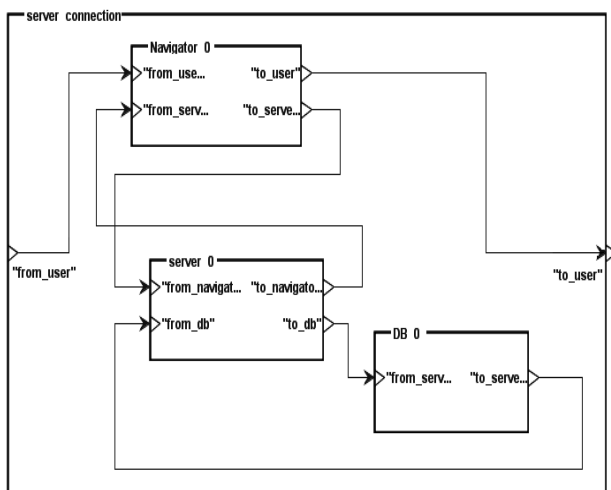 server connection
Navigator 0
"from_use... "to_user"
"from_serv... "to_serve...
"from_user"
"to_user"
server 0
"from_navigat... "to_navigato...
"from_db" "to_db"
DB 0
"from_serv... "to_serve...